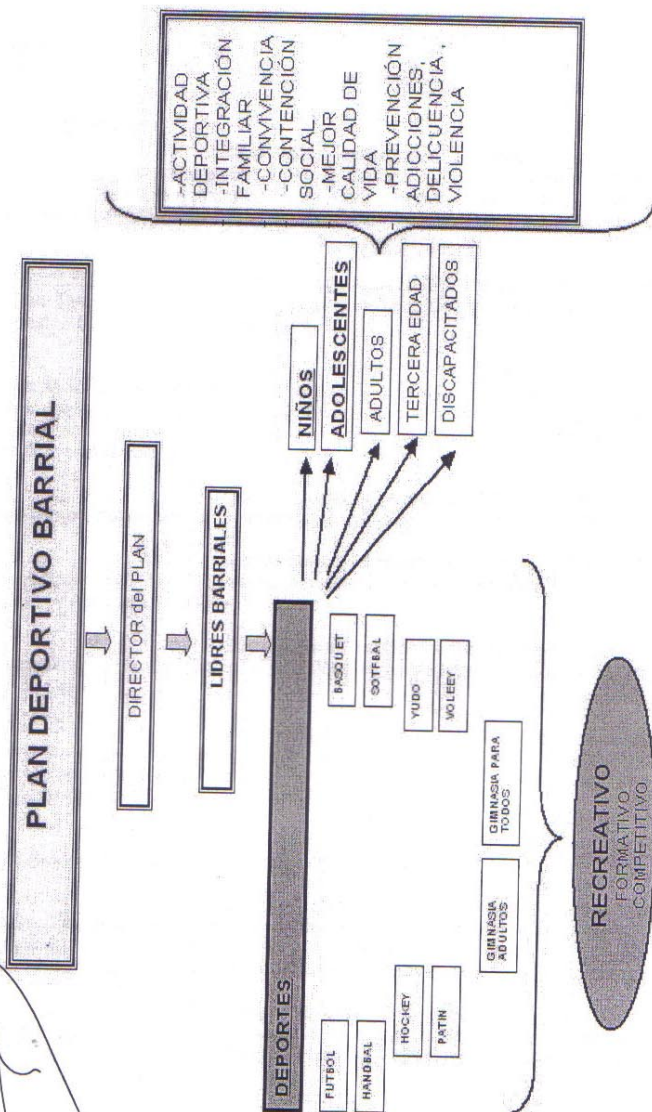 PLAN DEPORTIVO BARRIAL
DIRECTOR del PLAN
LIDRES BARRIALES
DEPORTES
FUTBOL
HANDBAL
HOCKEY
PATIN
GIMNASIA
ADULTOS
GIMNASIA PARA
TODOS
BASQUET
SOTFBAL
YUDO
VOLEEY
NIÑOS
ADOLESCENTES
ADULTOS
TERCERA EDAD
DISCAPACITADOS
-ACTIVIDAD
DEPORTIVA
-INTEGRACIÓN
FAMILIAR
-CONVIVENCIA
-CONTENCIÓN
SOCIAL
-MEJOR
CALIDAD DE
VIDA
-PREVENCIÓN
ADICCIONES,
DELICUENCIA,
VIOLENCIA
RECREATIVO
FORMATIVO
COMPETITIVO